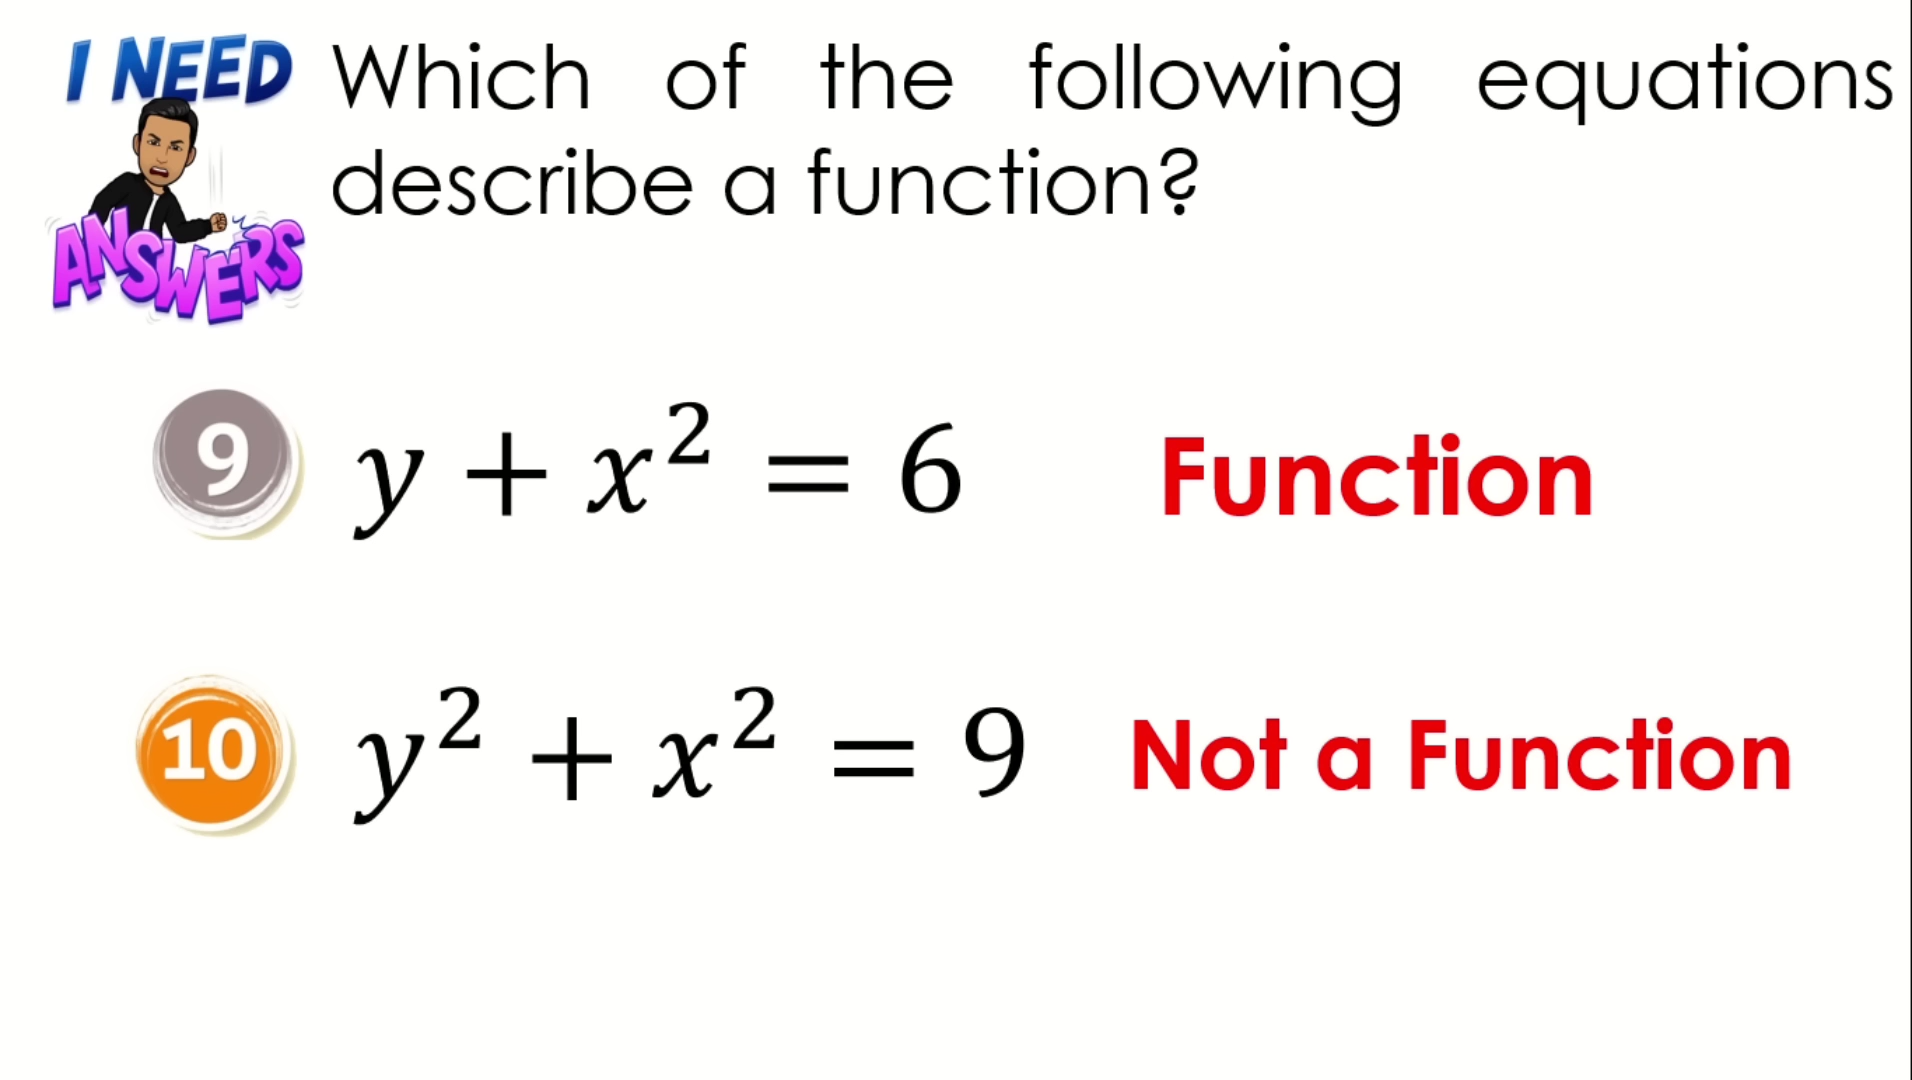 I NEED
ANSWERS
Which of the following equations
describe a function?
9 y + x² = 6 Function
10 y² + x² = 9 Not a Function